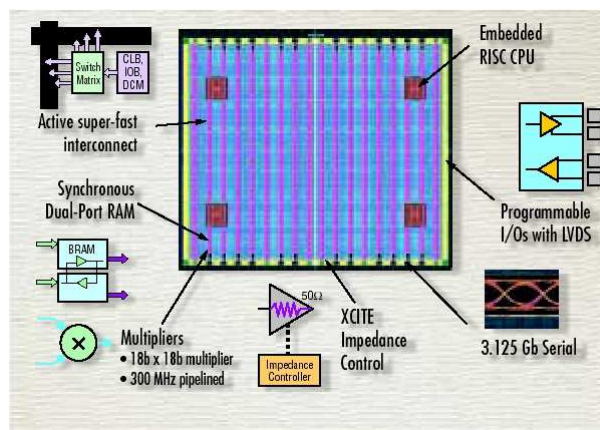 Switch
Matrix
CLB,
IOB,
DCM
Embedded
RISC CPU
Active super-fast
interconnect
Synchronous
Dual-Port RAM
Programmable
I/Os with LVDS
BRAM
50Ω
XCITE
Impedance
Control
3.125 Gb Serial
Multipliers
• 18b x 18b multiplier
• 300 MHz pipelined
Impedance
Controller